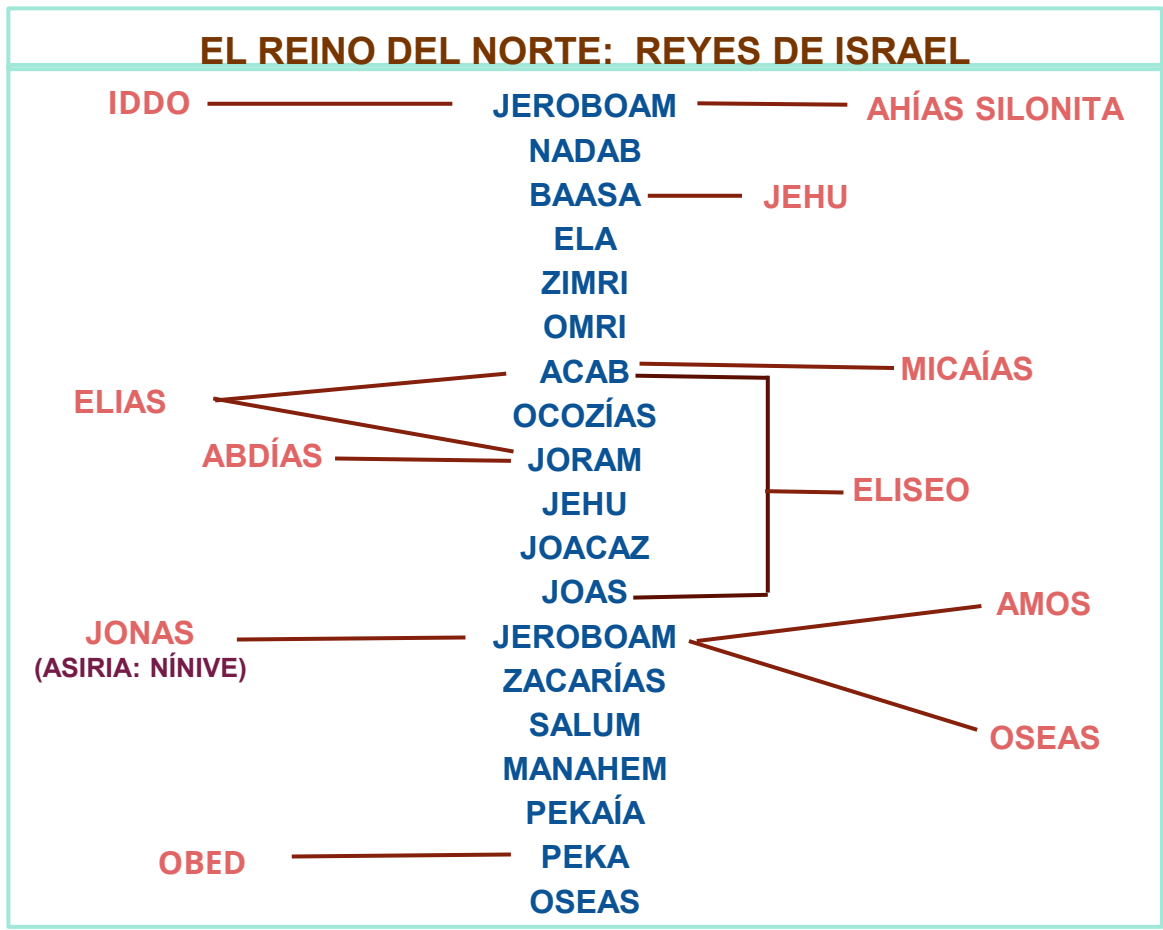 EL REINO DEL NORTE: REYES DE ISRAEL
IDDO JEROBOAM AHÍAS SILONITA
NADAB
BAASA JEHU
ELA
ZIMRI
OMRI
ACAB MICAÍAS
ELIAS
OCOZÍAS
ABDÍAS JORAM
ELISEO
JEHU
JOACAZ
JOAS AMOS
JONAS JEROBOAM
(ASIRIA: NÍNIVE)
ZACARÍAS
SALUM OSEAS
MANAHEM
PEKAÍA
OBED PEKA
OSEAS